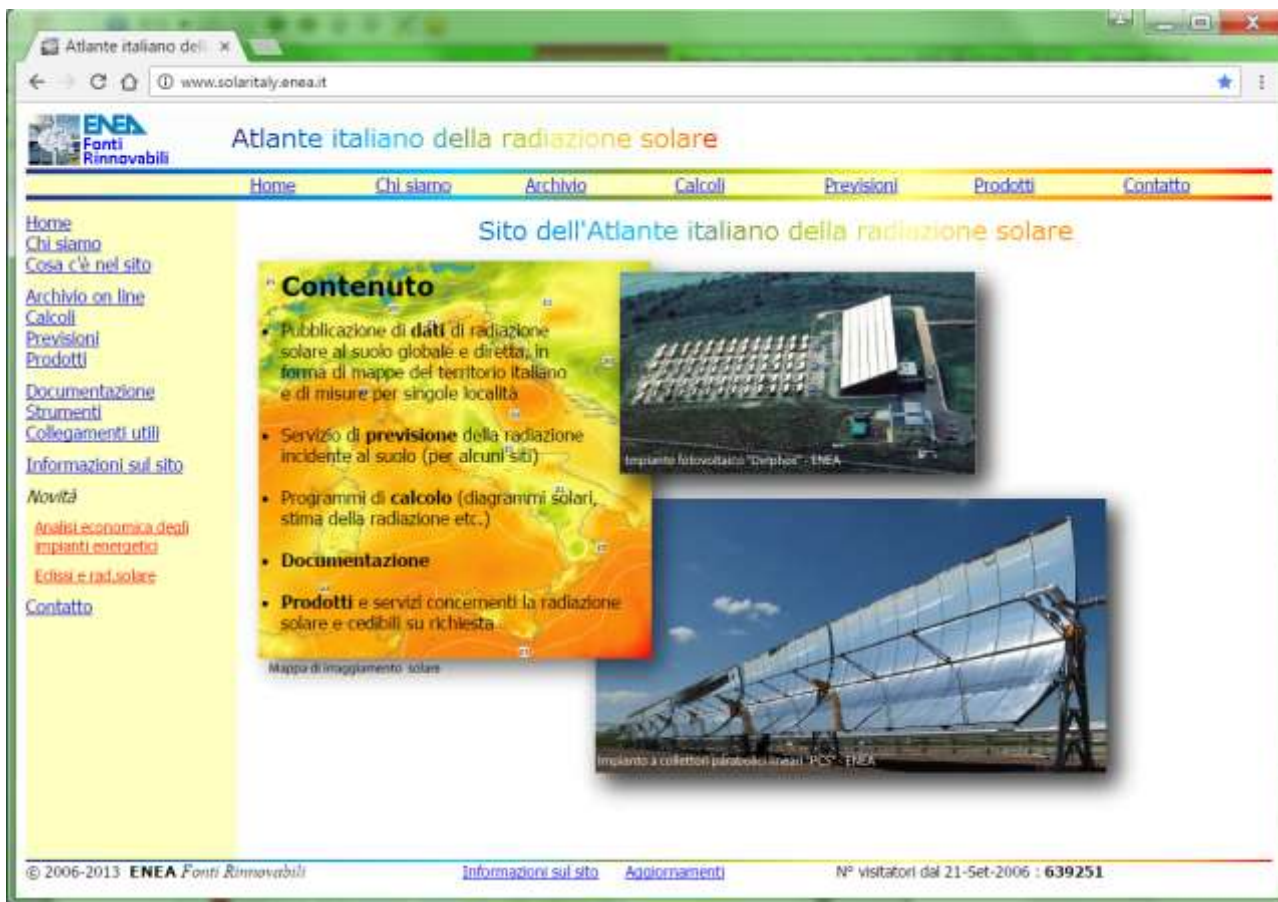 Atlante italiano dell
www.solaritaly.enea.it
ENEA
Fonti
Rinnovabili
Atlante italiano della radiazione solare
Home Chi siamo Archivio Calcoli Previsioni Prodotti Contatto
Home
Chi siamo
Cosa c'è nel sito
Archivio on line
Calcoli
Previsioni
Prodotti
Documentazione
Strumenti
Collegamenti utili
Informazioni sul sito
Novità
Analisi economica degli
impianti energetici
Eclissi e rad.solare
Contatto
Sito dell'Atlante italiano della radiazione solare
Contenuto
• Pubblicazione di dati di radiazione
solare al suolo globale e diretta, in
forma di mappe del territorio italiano
e di misure per singole località
• Servizio di previsione della radiazione
incidente al suolo (per alcuni siti)
• Programmi di calcolo (diagrammi solari,
stima della radiazione etc.)
• Documentazione
• Prodotti e servizi concernenti la radiazione
solare e cedibili su richiesta
Mappa di irraggiamento solare
Impianto fotovoltaico "Delphos" - ENEA
Impianto a collettori parabolici lineari "PCS" - ENEA
© 2006-2013 ENEA Fonti Rinnovabili Informazioni sul sito Aggiornamenti N° visitatori dal 21-Set-2006 : 639251